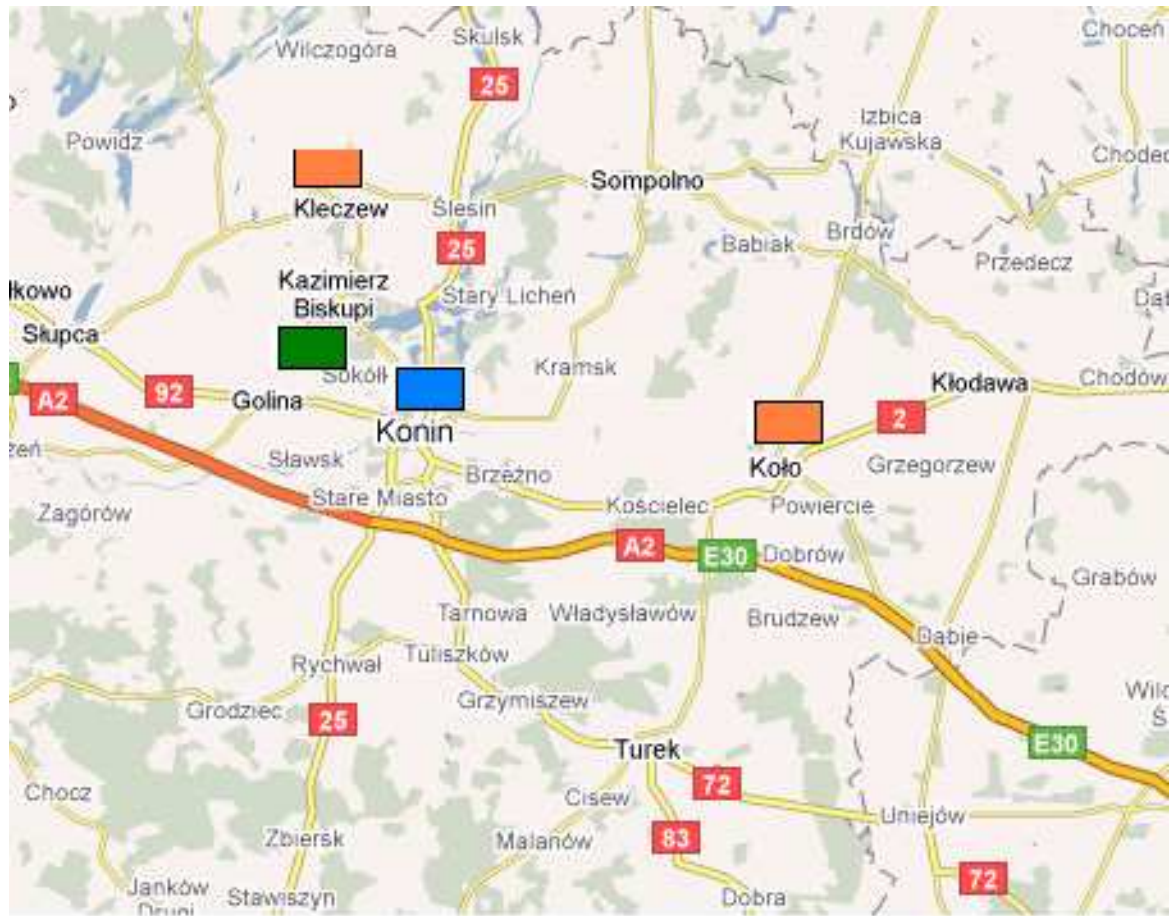 Choceń
Skulsk
Wilczogóra
25
Izbica
Kujawska
Powidz
Chodec
Sompolno
Kleczew
Ślesin
Brdów
Babiak
25
Przedecz
Kazimierz
Biskupi
Stary Licheń
Słupca
Kramsk
Chodów
Kłodawa
A2
92
Golina
2
Konin
Koło
Grzegorzew
Sławsk
Brzeźno
Stare Miasto
Kościelec
Powiercie
Zagórów
A2
E30
Dobrów
Grabów
Tarnowa
Władysławów
Brudzew
Dąbie
Tuliszków
Rychwał
Grodziec
Grzymiszew
25
Turek
E30
72
Chocz
Cisew
Uniejów
Zbiersk
Malanów
83
72
Janków
Stawiszyn
Dobra